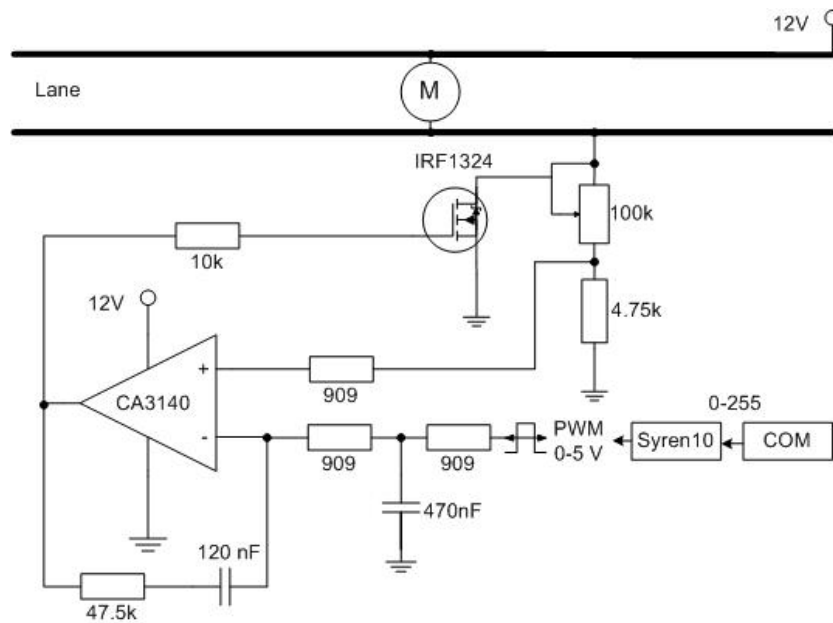 12V
Lane
M
IRF1324
100k
10k
12V
4.75k
+
CA3140
909
0-255
-
PWM
0-5 V
Syren10
COM
909
909
470nF
120 nF
47.5k